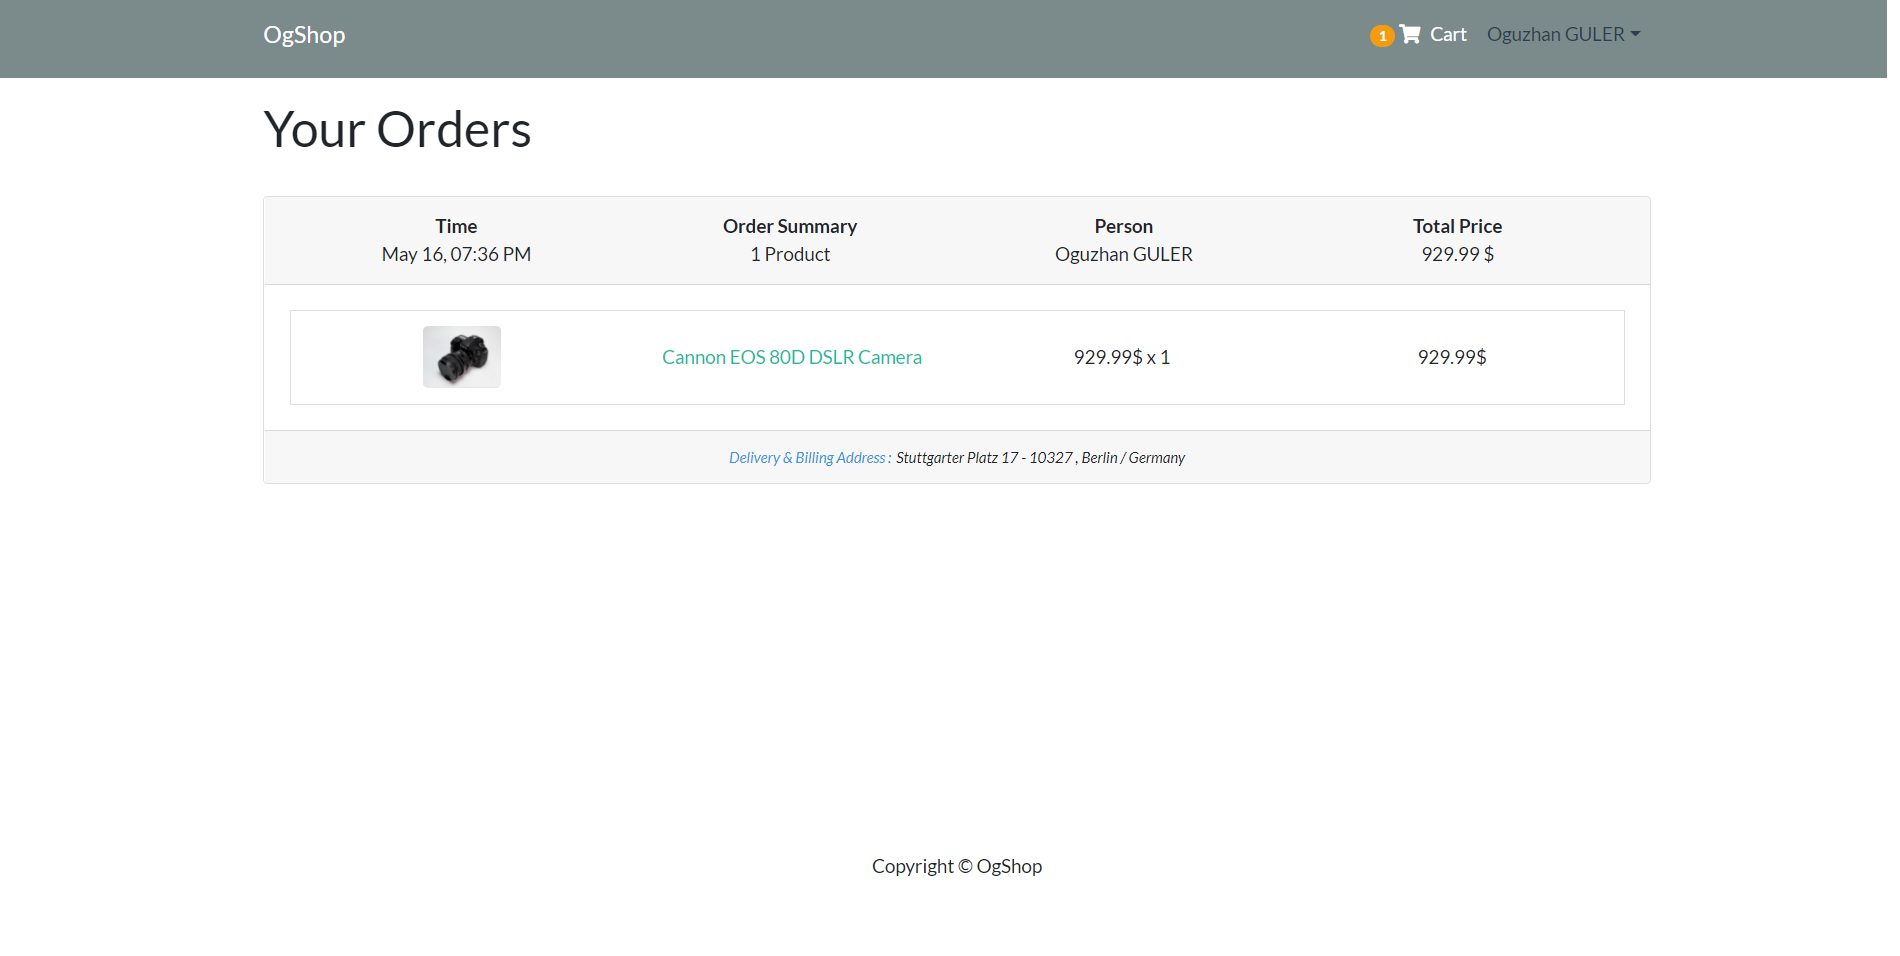 OgShop
1 Cart Oguzhan GULER
Your Orders
Time Order Summary Person Total Price
May 16, 07:36 PM 1 Product Oguzhan GULER 929.99 $
Cannon EOS 80D DSLR Camera 929.99$ x 1 929.99$
Delivery & Billing Address : Stuttgarter Platz 17 - 10327 , Berlin / Germany
Copyright © OgShop